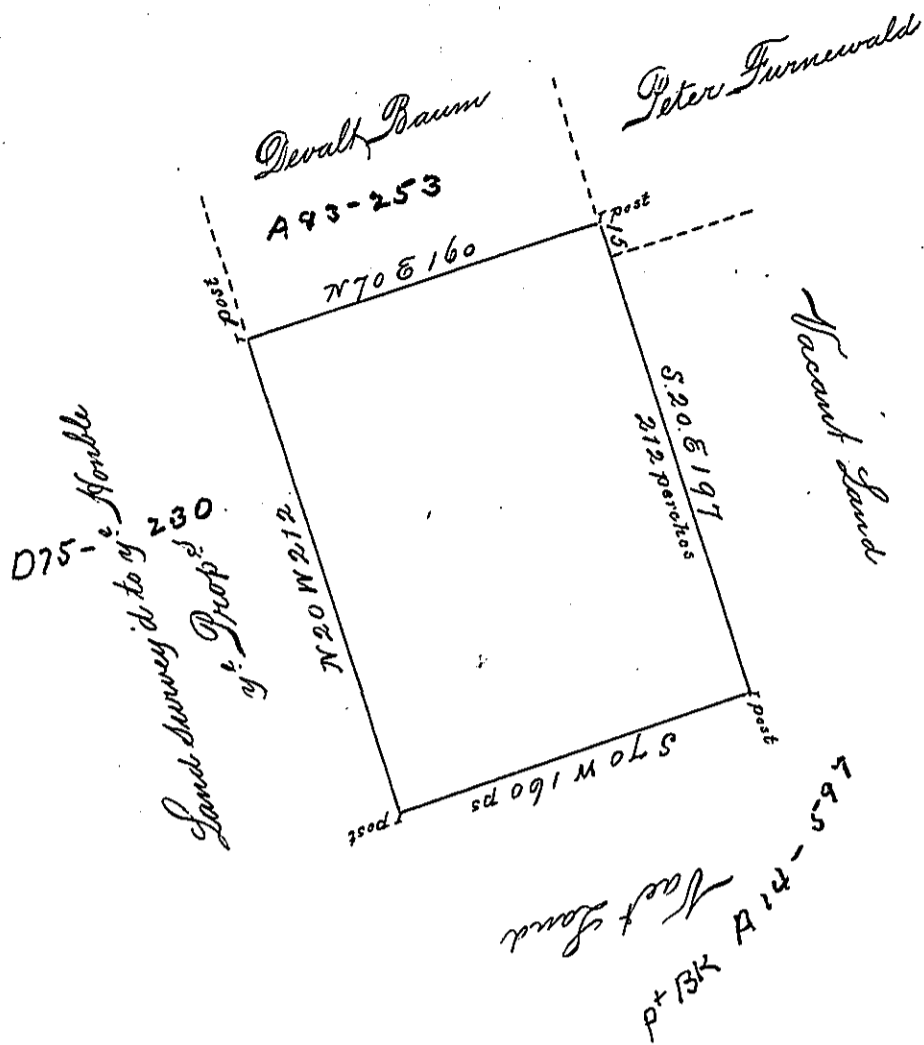 Devalt Baum
Peter Furnewald
A83-253
post
post
15
N70E160
Vacant Land
S.20.E197
212 perches
D75-230
Land Survey'd to yᵉ Honble
yᵉ Propʳˢ
N20W212
post
post
S70W160 ps
Vact Land
Pt BK A14-597